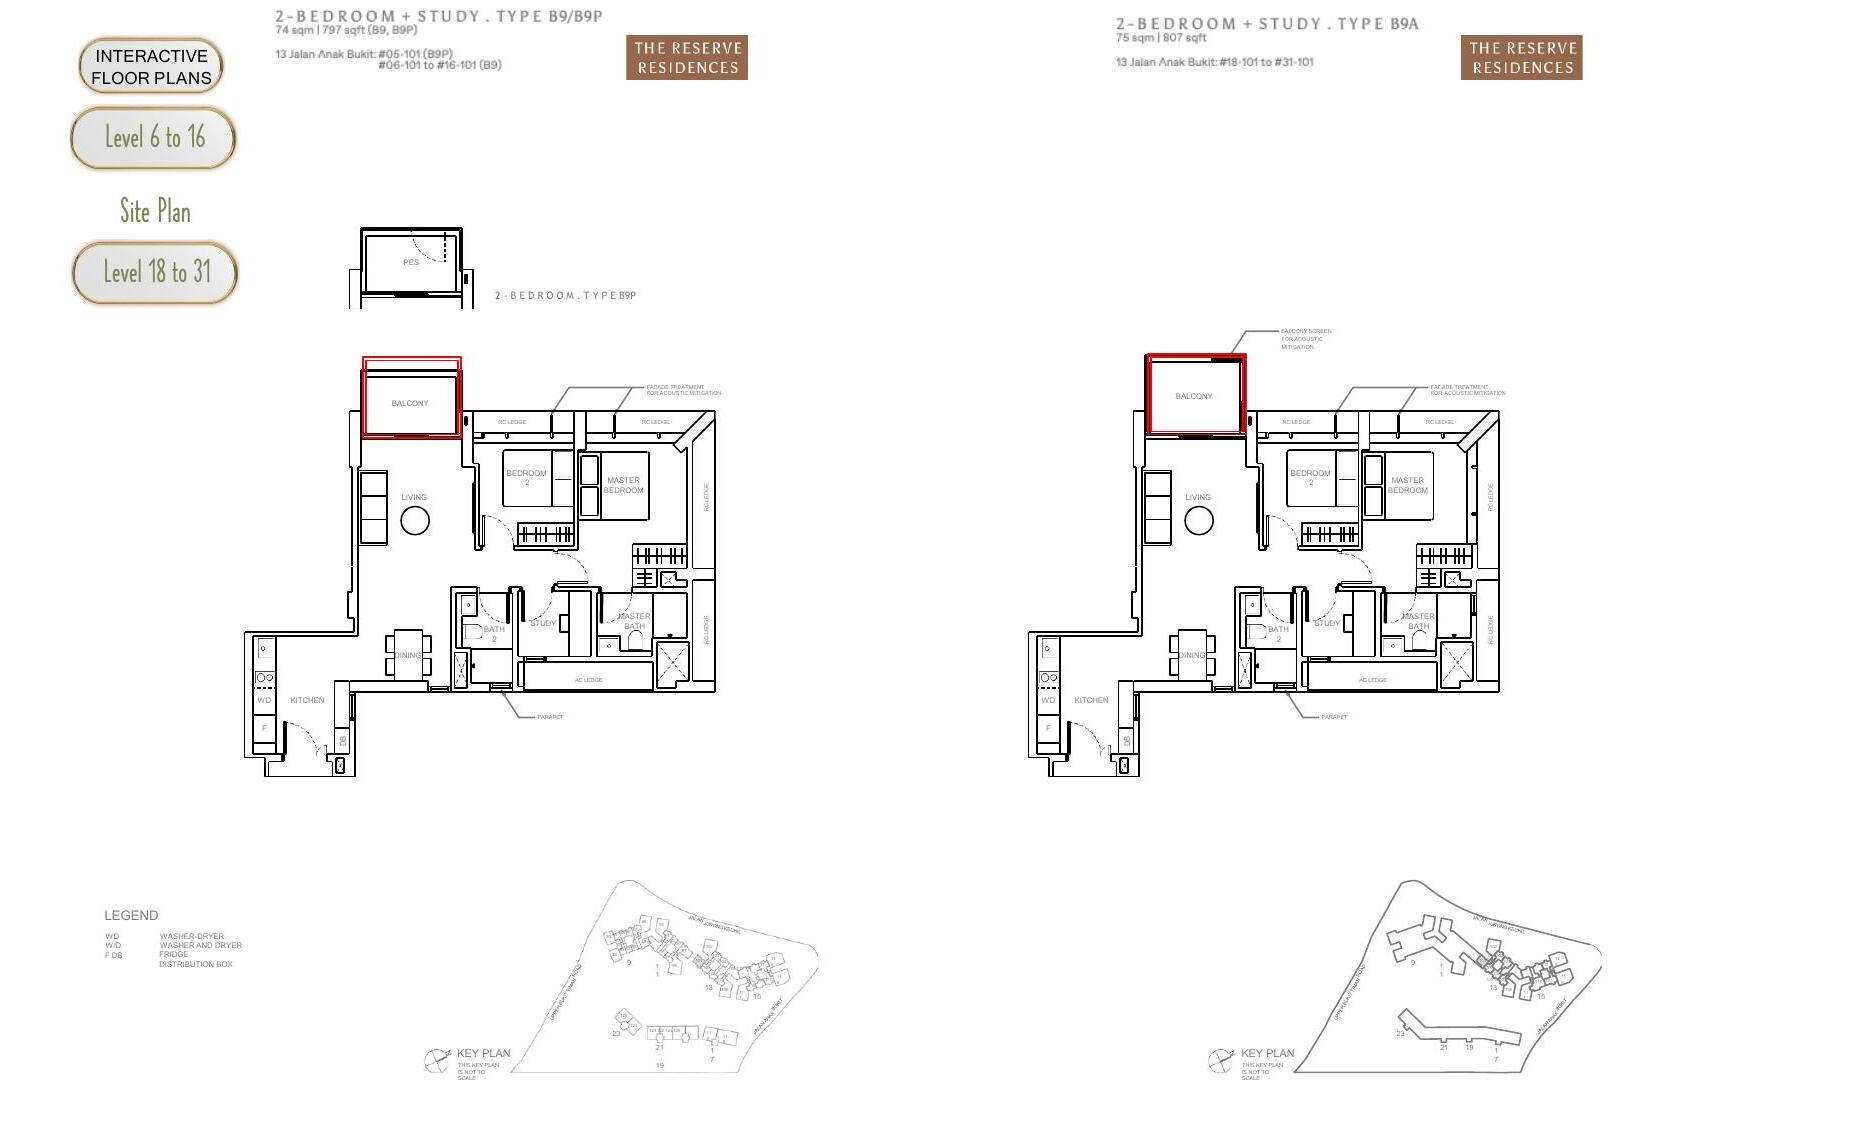 INTERACTIVE
FLOOR PLANS
Level 6 to 16
Site Plan
Level 18 to 31
2-BEDROOM + STUDY . TYPE B9/B9P
74 sqm | 797 sqft (B9, B9P)
13 Jalan Anak Bukit: #05-101 (B9P)
#06-101 to #16-101 (B9)
THE RESERVE
RESIDENCES
PES
2-BEDROOM.TYPE B9P
BALCONY
FACADE TREATMENT
FOR ACOUSTIC MITIGATION
RC LEDGE
RC LEDGE
BEDROOM
2
MASTER
BEDROOM
RC LEDGE
LIVING
BATH
2
STUDY
MASTER
BATH
RC LEDGE
DINING
AC LEDGE
WD
KITCHEN
F
DB
PARAPET
LEGEND
WD WASHER-DRYER
W/D WASHER AND DRYER
F DB FRIDGE
DISTRIBUTION BOX
JALAN JURONG KECHIL
UPPER BUKIT TIMAH ROAD
JALAN ANAK BUKIT
9
1
1
13
15
23
21
1
7
19
KEY PLAN
THIS KEY PLAN
IS NOT TO
SCALE
2-BEDROOM + STUDY . TYPE B9A
75 sqm | 807 sqft
13 Jalan Anak Bukit: #18-101 to #31-101
THE RESERVE
RESIDENCES
BALCONY SCREEN
FOR ACOUSTIC
MITIGATION
BALCONY
FACADE TREATMENT
FOR ACOUSTIC MITIGATION
RC LEDGE
RC LEDGE
BEDROOM
2
MASTER
BEDROOM
RC LEDGE
LIVING
BATH
2
STUDY
MASTER
BATH
RC LEDGE
DINING
AC LEDGE
WD
KITCHEN
F
DB
PARAPET
JALAN JURONG KECHIL
UPPER BUKIT TIMAH ROAD
JALAN ANAK BUKIT
9
1
1
13
15
23
21
19
1
7
KEY PLAN
THIS KEY PLAN
IS NOT TO
SCALE